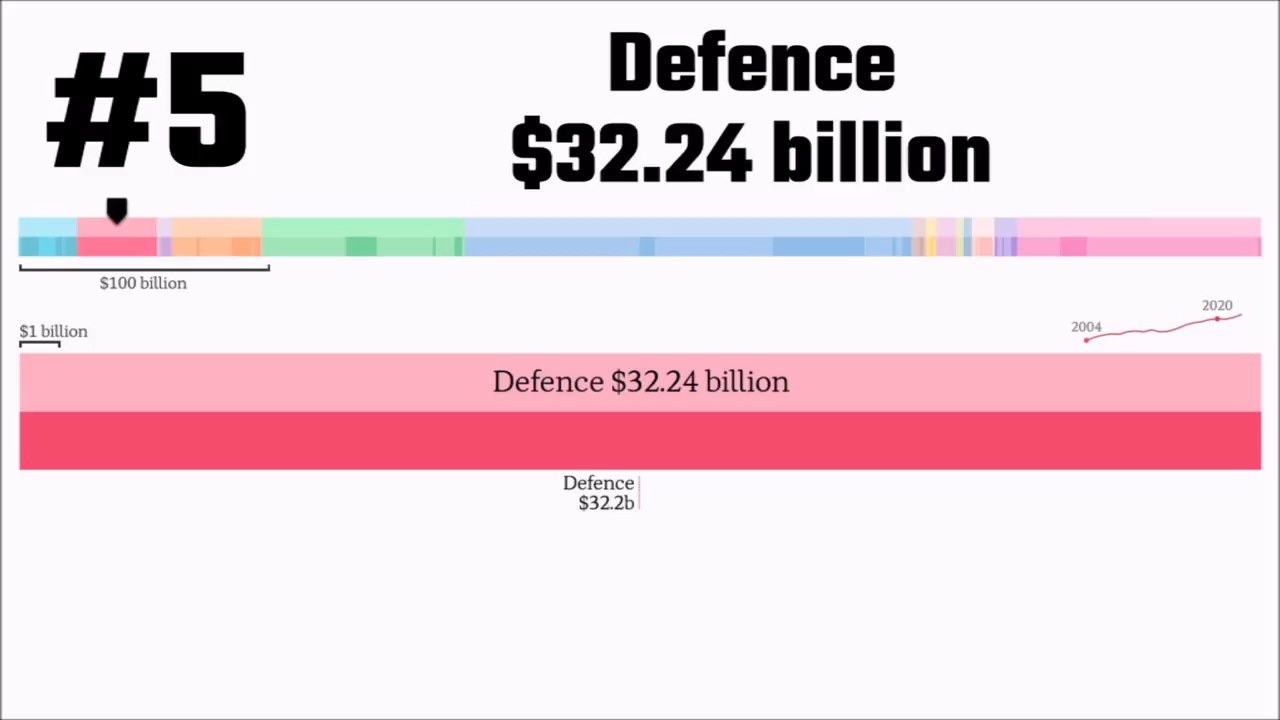 #5
Defence
$32.24 billion
$100 billion
$1 billion
2004
2020
Defence $32.24 billion
Defence
$32.2b